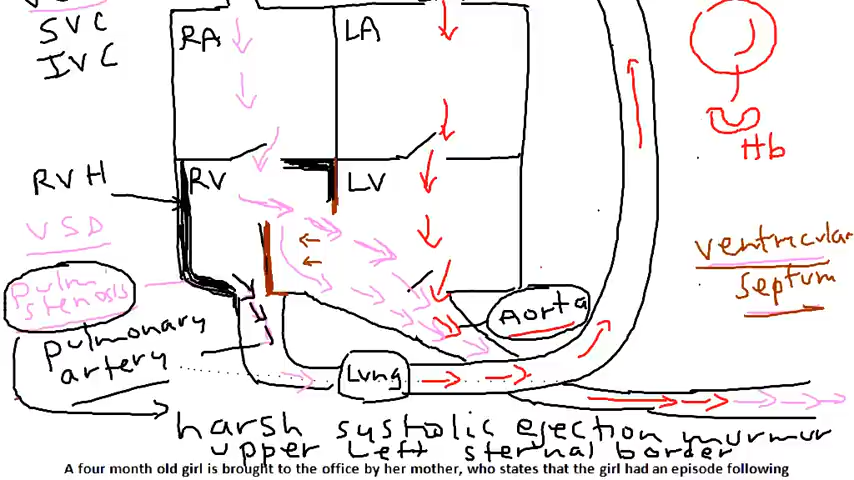 SVC
IVC
RA
LA
Hb
RVH
RV
LV
VSD
pulm
stenosis
Aorta
ventricular
septum
pulmonary
artery
Lung
harsh systolic ejection murmur
upper left sternal border
A four month old girl is brought to the office by her mother, who states that the girl had an episode following